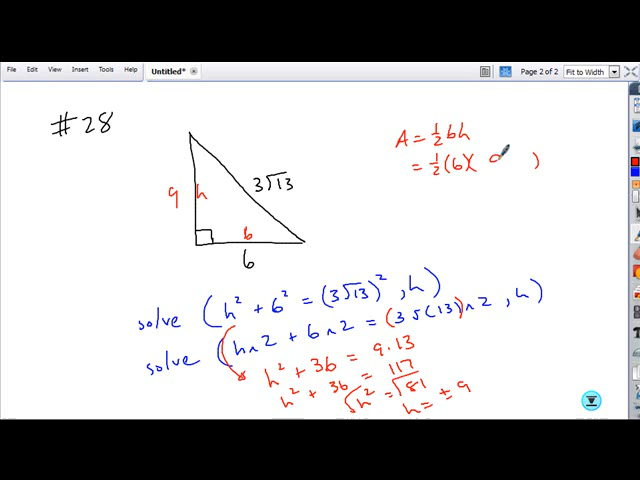 File Edit View Insert Tools Help
Untitled*
Page 2 of 2
Fit to Width
#28
A = ½bh
= ½(6)( )
9
h
3√13
b
6
solve (h² + 6² = (3√13)², h)
solve (h^2 + 6^2 = (3√(13))^2, h)
h² + 36 = 9.13
h² + 36 = 117
√h² = √81
h = ± 9